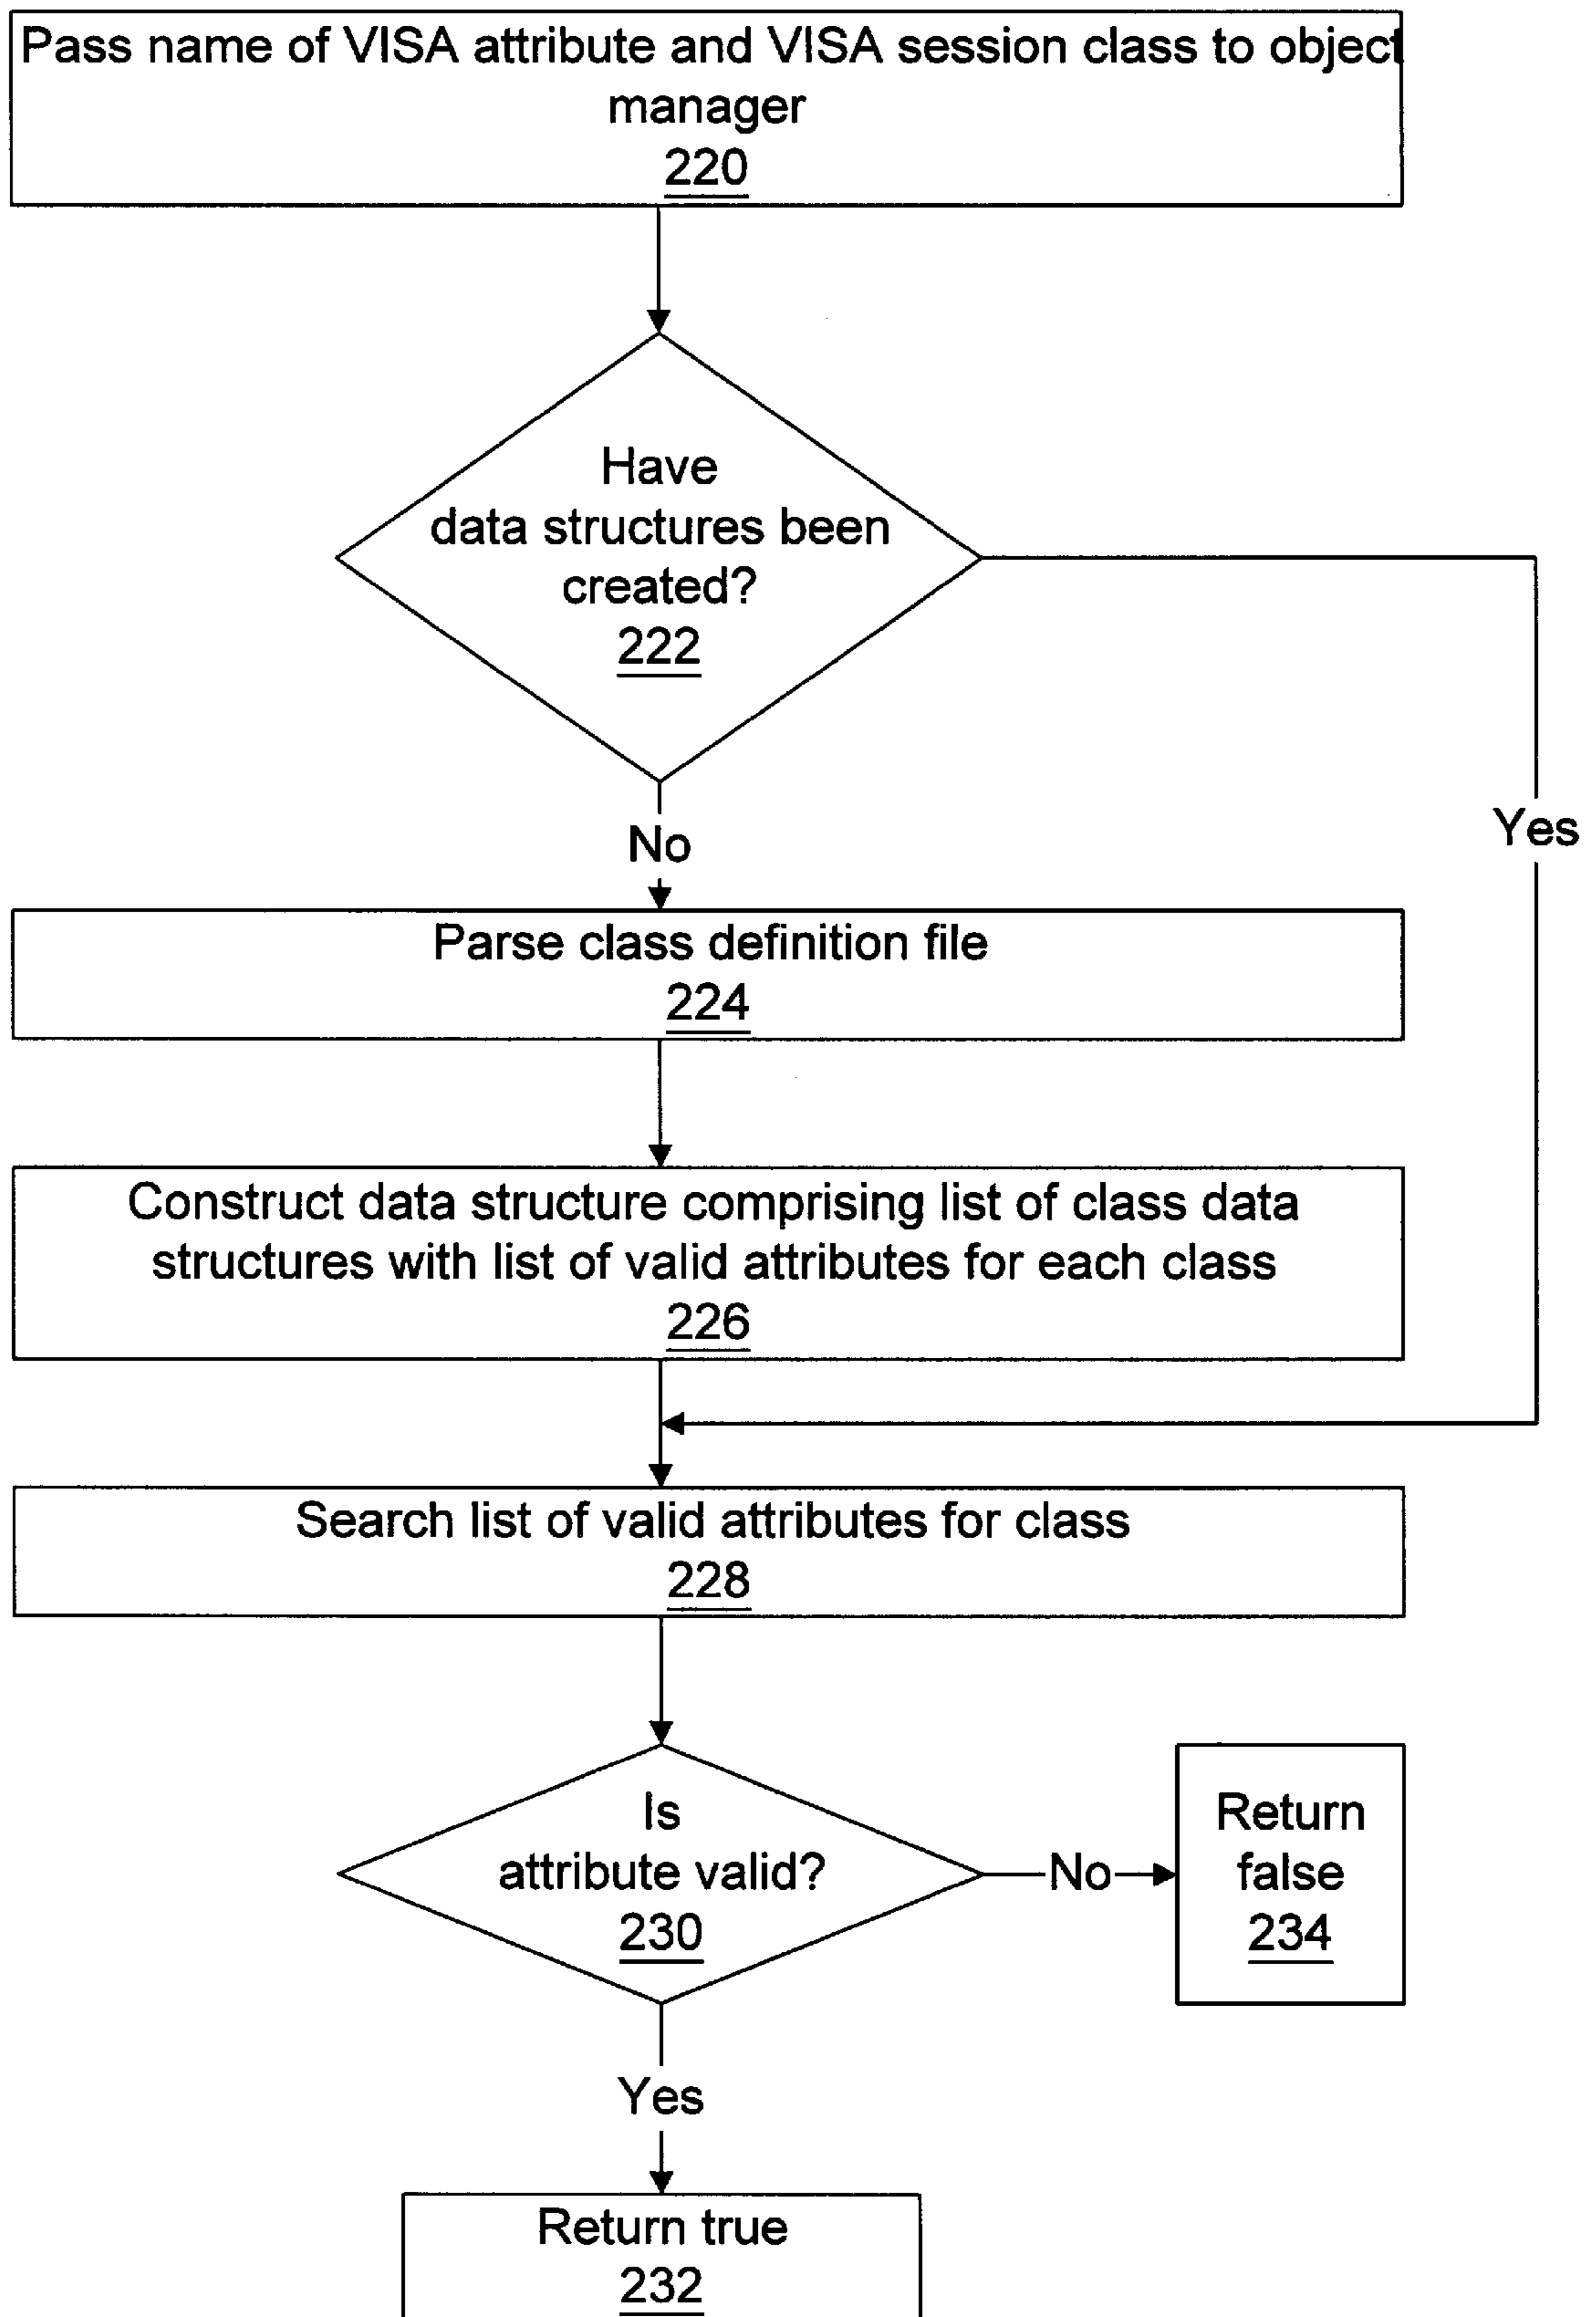 Pass name of VISA attribute and VISA session class to object
manager
220
Have
data structures been
created?
222
No
Yes
Parse class definition file
224
Construct data structure comprising list of class data
structures with list of valid attributes for each class
226
Search list of valid attributes for class
228
Is
attribute valid?
230
No
Return
false
234
Yes
Return true
232